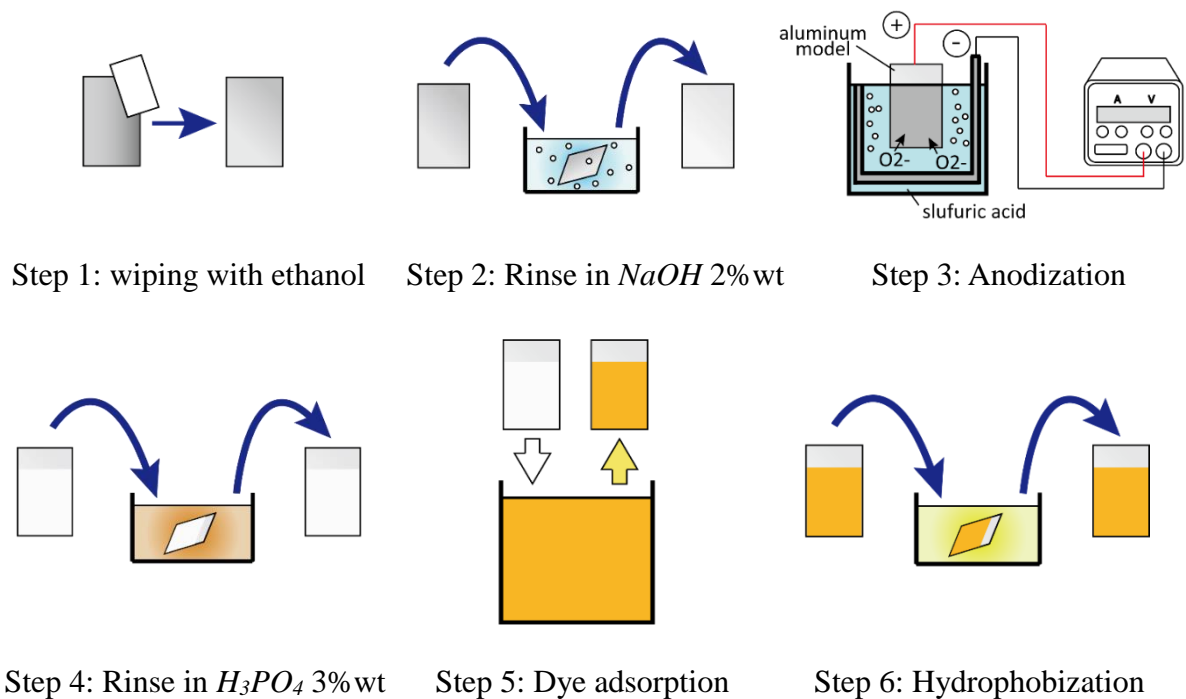 aluminum
model
+
−
A V
O2- O2-
slufuric acid
Step 1: wiping with ethanol
Step 2: Rinse in NaOH 2%wt
Step 3: Anodization
Step 4: Rinse in H₃PO₄ 3%wt
Step 5: Dye adsorption
Step 6: Hydrophobization